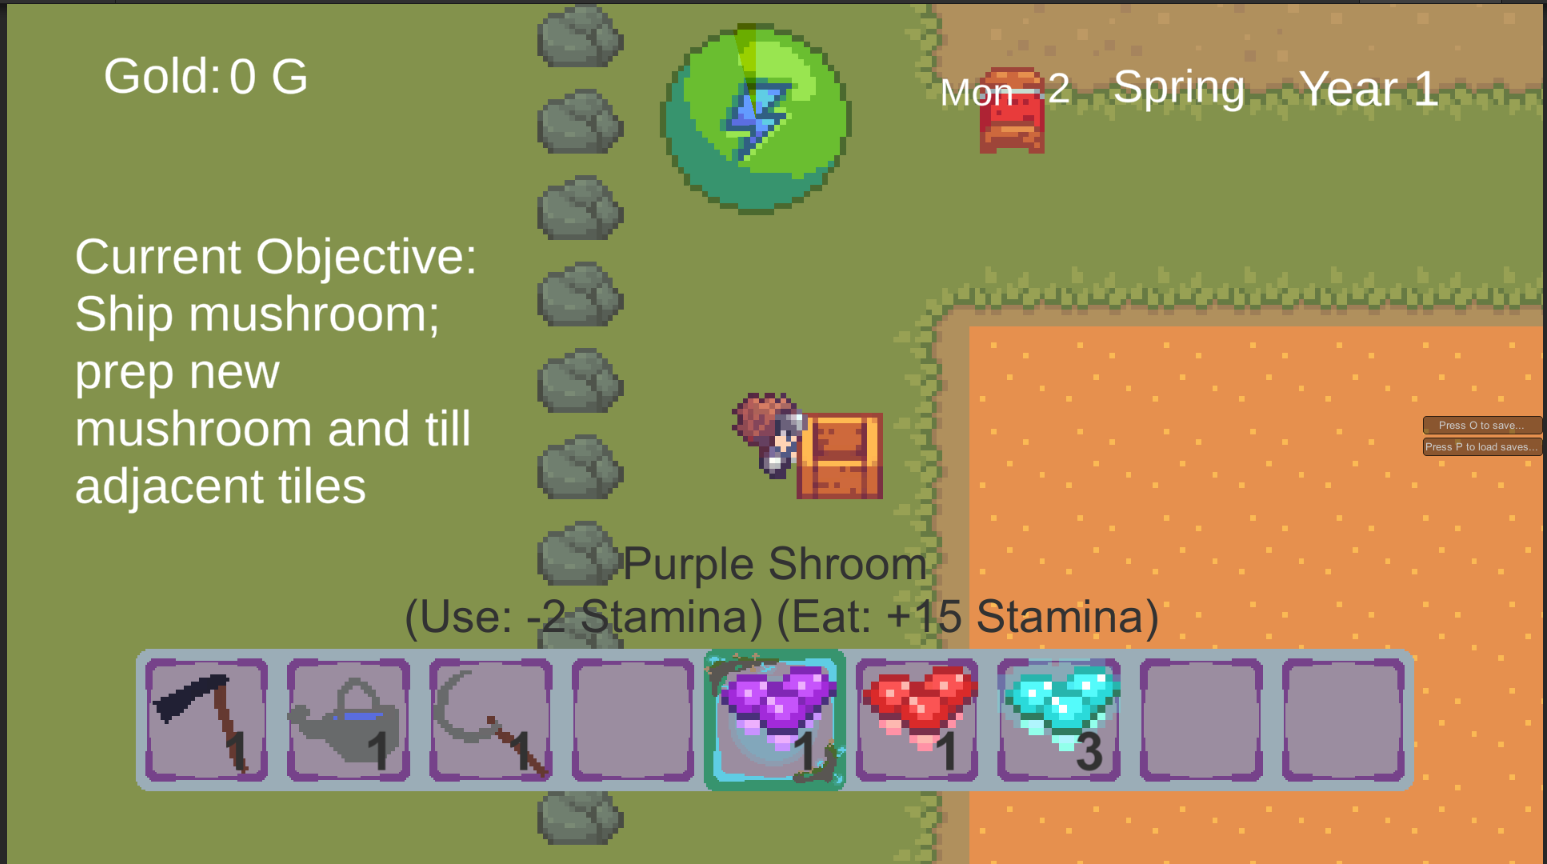 Gold: 0 G
Mon 2 Spring Year 1
Current Objective:
Ship mushroom;
prep new
mushroom and till
adjacent tiles
Press O to save...
Press P to load saves...
Purple Shroom
(Use: -2 Stamina) (Eat: +15 Stamina)
1 1 1 1 1 3